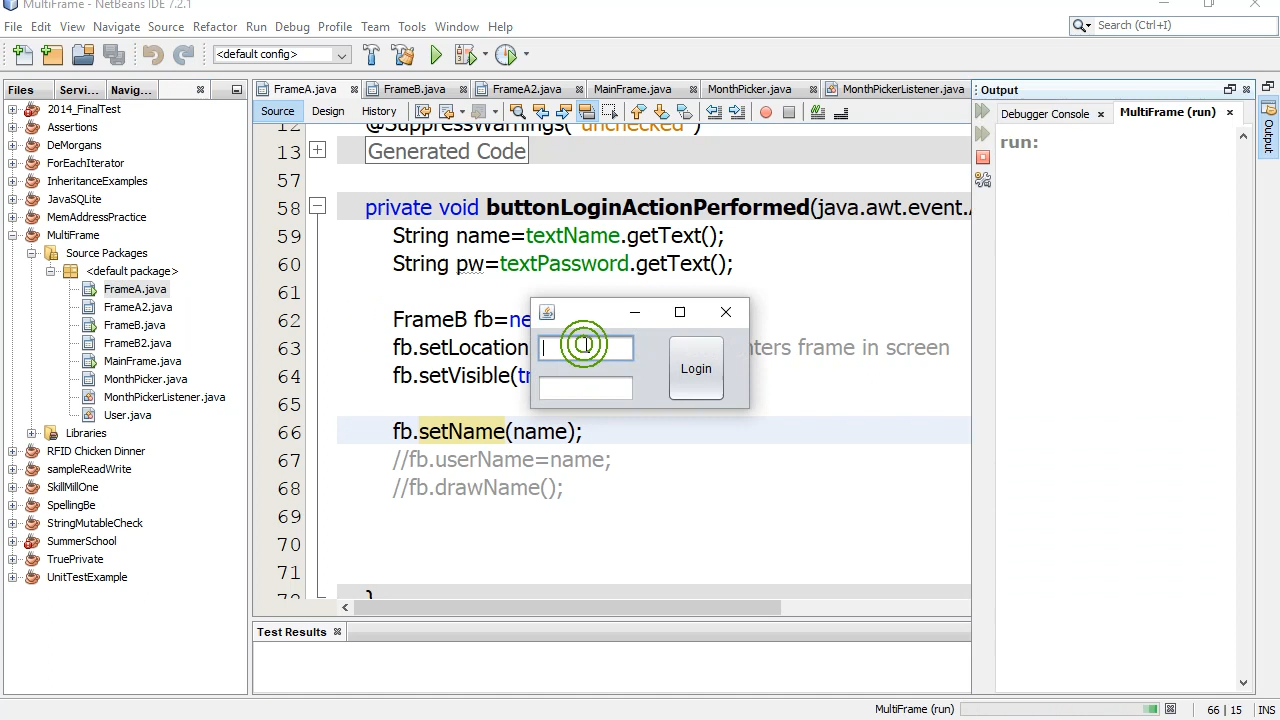 MultiFrame - NetBeans IDE 7.2.1
File Edit View Navigate Source Refactor Run Debug Profile Team Tools Window Help
Search (Ctrl+I)
<default config>
Files Servi... Navig...
FrameA.java FrameB.java FrameA2.java MainFrame.java MonthPicker.java MonthPickerListener.java
Output
Source Design History
Debugger Console MultiFrame (run)
Output
2014_FinalTest
Assertions
DeMorgans
ForEachIterator
InheritanceExamples
JavaSQLite
MemAddressPractice
MultiFrame
Source Packages
<default package>
FrameA.java
FrameA2.java
FrameB.java
FrameB2.java
MainFrame.java
MonthPicker.java
MonthPickerListener.java
User.java
Libraries
RFID Chicken Dinner
sampleReadWrite
SkillMillOne
SpellingBe
StringMutableCheck
SummerSchool
TruePrivate
UnitTestExample
12 @SuppressWarnings("unchecked")
13 Generated Code
57
58 private void buttonLoginActionPerformed(java.awt.event.
59 String name=textName.getText();
60 String pw=textPassword.getText();
61
62 FrameB fb=ne
63 fb.setLocation nters frame in screen
64 fb.setVisible(tr
65
66 fb.setName(name);
67 //fb.userName=name;
68 //fb.drawName();
69
70
71
72 }
Login
run:
Test Results
MultiFrame (run) 66 | 15 INS